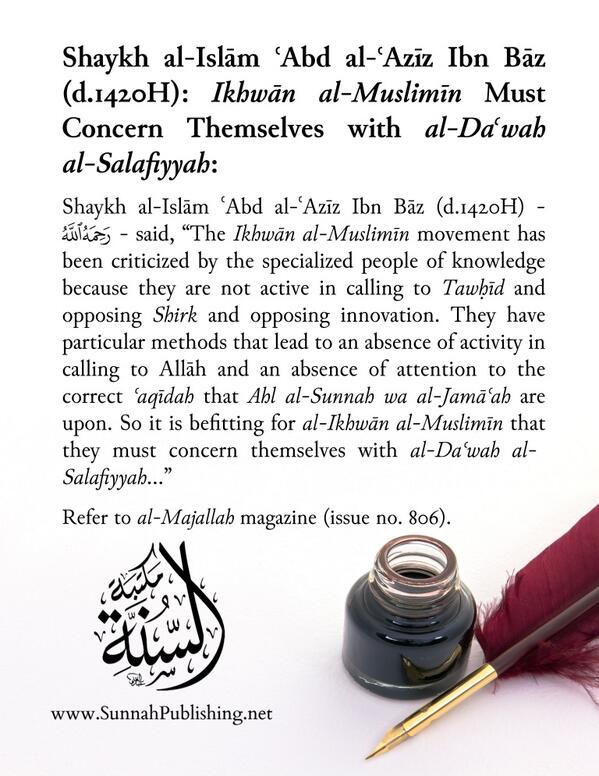 Shaykh al-Islām ʿAbd al-ʿAzīz Ibn Bāz
(d.1420H): Ikhwān al-Muslimīn Must
Concern Themselves with al-Daʿwah
al-Salafiyyah:
Shaykh al-Islām ʿAbd al-ʿAzīz Ibn Bāz (d.1420H) -
رَحِمَهُ ٱللَّهُ - said, “The Ikhwān al-Muslimīn movement has
been criticized by the specialized people of knowledge
because they are not active in calling to Tawḥīd and
opposing Shirk and opposing innovation. They have
particular methods that lead to an absence of activity in
calling to Allāh and an absence of attention to the
correct ʿaqīdah that Ahl al-Sunnah wa al-Jamāʿah are
upon. So it is befitting for al-Ikhwān al-Muslimīn that
they must concern themselves with al-Daʿwah al-
Salafiyyah...”
Refer to al-Majallah magazine (issue no. 806).
مَكتَبَة
السُّنَّة
www.SunnahPublishing.net